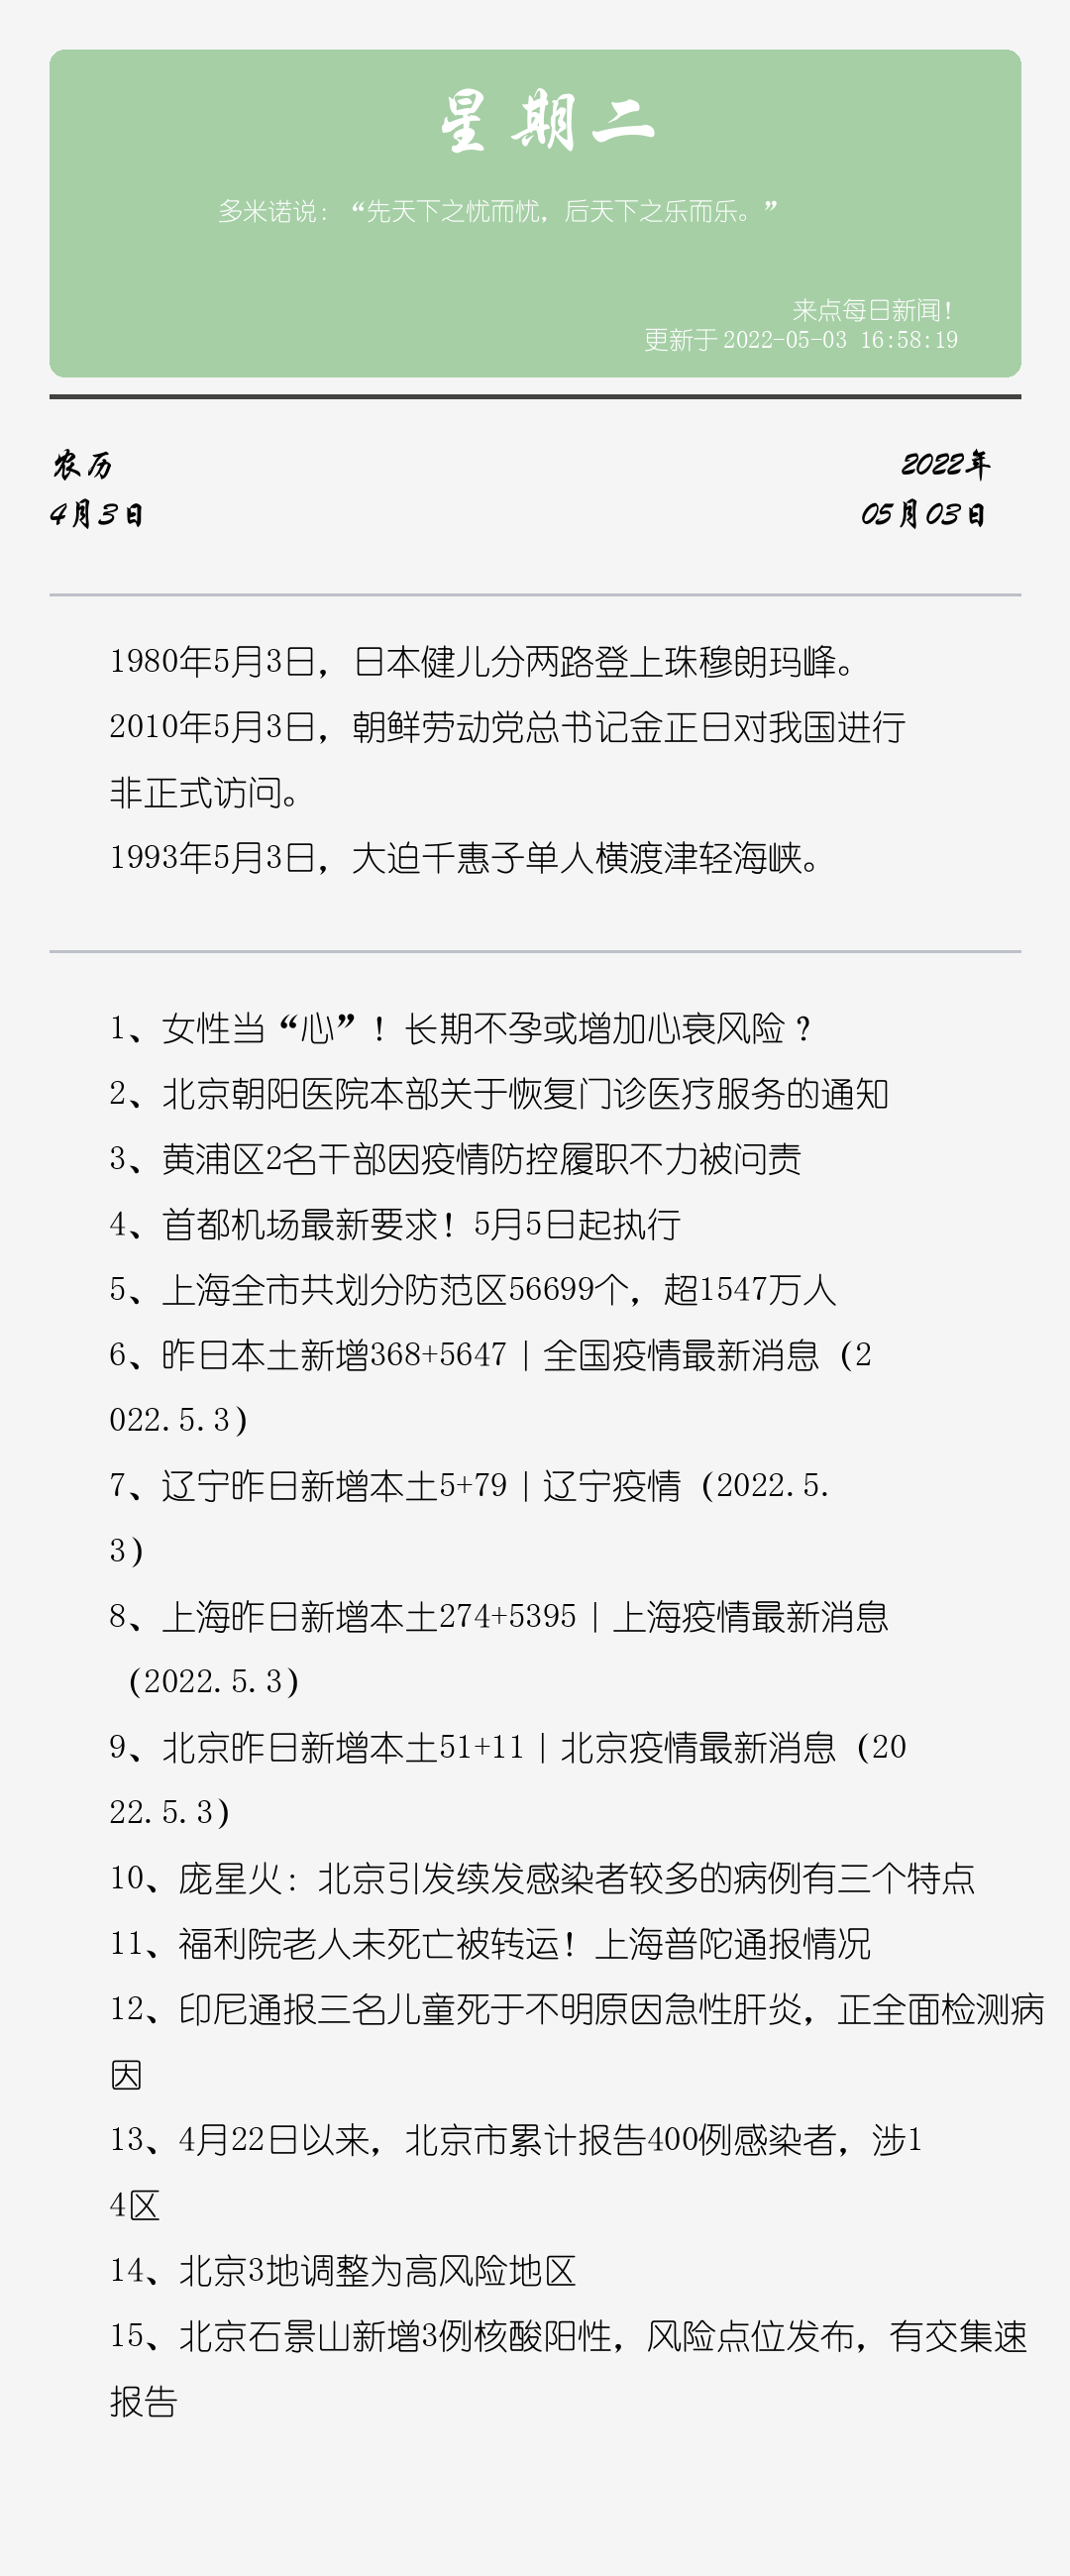 星期二
多米诺说：“先天下之忧而忧，后天下之乐而乐。”
来点每日新闻！
更新于 2022-05-03 16:58:19
农历
2022年
4月3日
05月03日
1980年5月3日，日本健儿分两路登上珠穆朗玛峰。
2010年5月3日，朝鲜劳动党总书记金正日对我国进行
非正式访问。
1993年5月3日，大迫千惠子单人横渡津轻海峡。
1、女性当“心”！长期不孕或增加心衰风险？
2、北京朝阳医院本部关于恢复门诊医疗服务的通知
3、黄浦区2名干部因疫情防控履职不力被问责
4、首都机场最新要求！5月5日起执行
5、上海全市共划分防范区56699个，超1547万人
6、昨日本土新增368+5647｜全国疫情最新消息（2
022.5.3）
7、辽宁昨日新增本土5+79｜辽宁疫情（2022.5.
3）
8、上海昨日新增本土274+5395｜上海疫情最新消息
（2022.5.3）
9、北京昨日新增本土51+11｜北京疫情最新消息（20
22.5.3）
10、庞星火：北京引发续发感染者较多的病例有三个特点
11、福利院老人未死亡被转运！上海普陀通报情况
12、印尼通报三名儿童死于不明原因急性肝炎，正全面检测病
因
13、4月22日以来，北京市累计报告400例感染者，涉1
4区
14、北京3地调整为高风险地区
15、北京石景山新增3例核酸阳性，风险点位发布，有交集速
报告